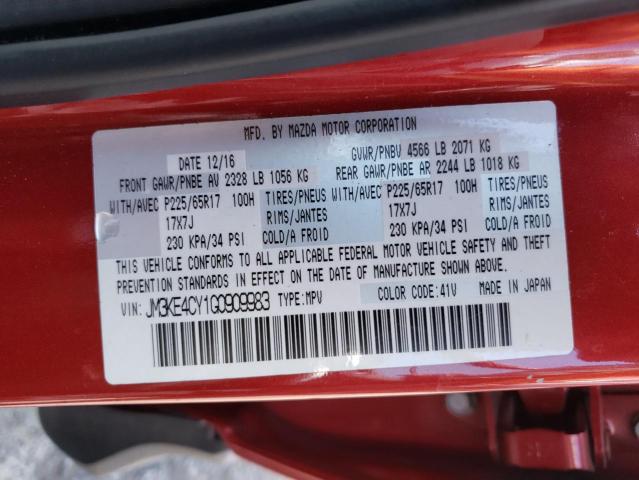 MFD. BY MAZDA MOTOR CORPORATION
DATE 12/16 GVWR/PNBV 4566 LB 2071 KG
FRONT GAWR/PNBE AV 2328 LB 1056 KG REAR GAWR/PNBE AR 2244 LB 1018 KG
WITH/AVEC P225/65R17 100H TIRES/PNEUS WITH/AVEC P225/65R17 100H TIRES/PNEUS
17X7J RIMS/JANTES 17X7J RIMS/JANTES
230 KPA/34 PSI COLD/A FROID 230 KPA/34 PSI COLD/A FROID
THIS VEHICLE CONFORMS TO ALL APPLICABLE FEDERAL MOTOR VEHICLE SAFETY AND THEFT
PREVENTION STANDARDS IN EFFECT ON THE DATE OF MANUFACTURE SHOWN ABOVE.
VIN: JM3KE4CY1G0909983 TYPE:MPV COLOR CODE: 41V MADE IN JAPAN